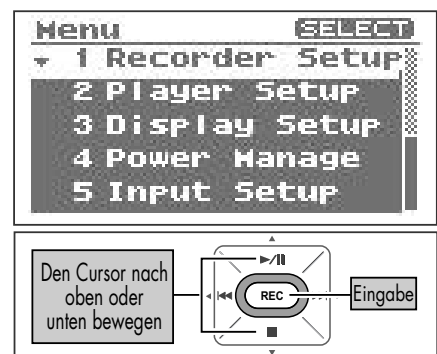 Menu SELECT
1 Recorder Setup
2 Player Setup
3 Display Setup
4 Power Manage
5 Input Setup
Den Cursor nach
oben oder
unten bewegen
REC
Eingabe